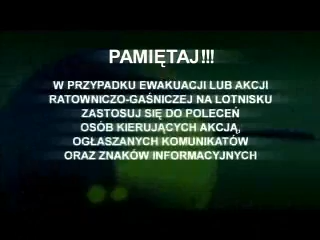 PAMIĘTAJ!!!
W PRZYPADKU EWAKUACJI LUB AKCJI
RATOWNICZO-GAŚNICZEJ NA LOTNISKU
ZASTOSUJ SIĘ DO POLECEŃ
OSÓB KIERUJĄCYCH AKCJĄ,
OGŁASZANYCH KOMUNIKATÓW
ORAZ ZNAKÓW INFORMACYJNYCH